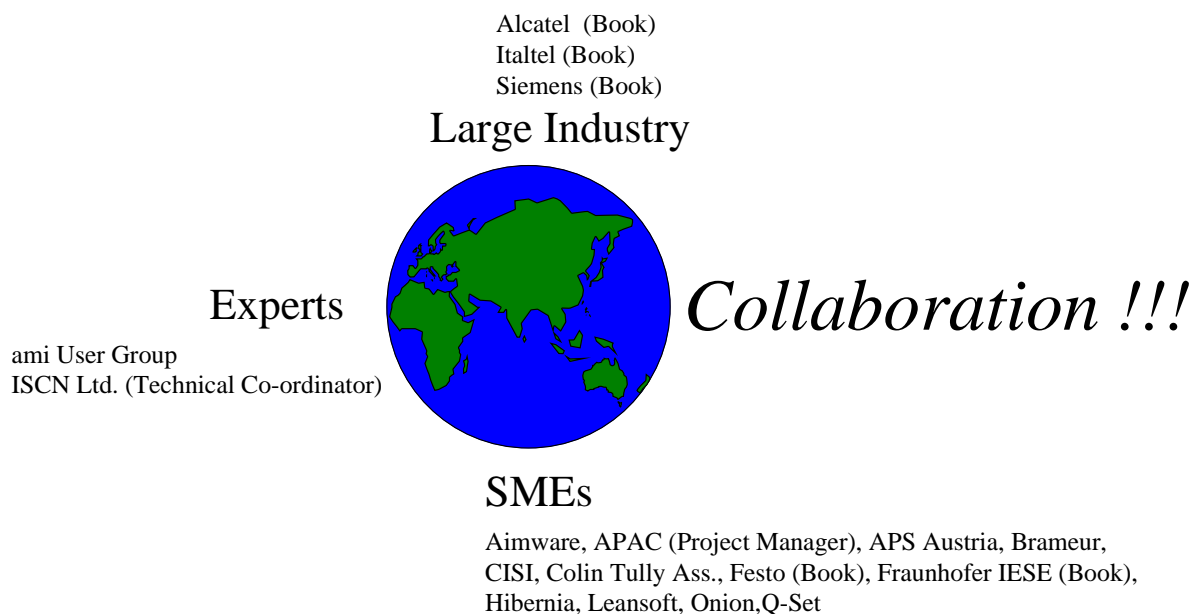 Alcatel (Book)
Italtel (Book)
Siemens (Book)
Large Industry
Experts
Collaboration !!!
ami User Group
ISCN Ltd. (Technical Co-ordinator)
SMEs
Aimware, APAC (Project Manager), APS Austria, Brameur,
CISI, Colin Tully Ass., Festo (Book), Fraunhofer IESE (Book),
Hibernia, Leansoft, Onion,Q-Set